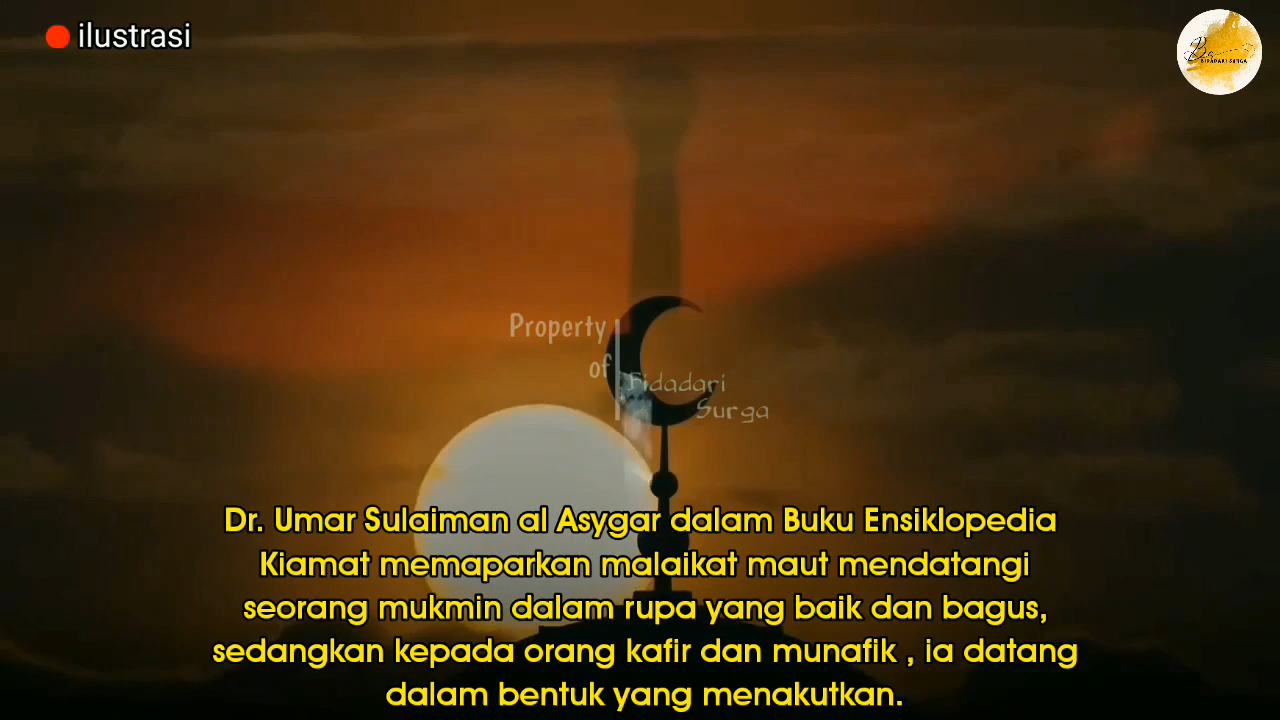 ilustrasi
BIDADARI SURGA
Property
of
Bidadari
Surga
Dr. Umar Sulaiman al Asygar dalam Buku Ensiklopedia
Kiamat memaparkan malaikat maut mendatangi
seorang mukmin dalam rupa yang baik dan bagus,
sedangkan kepada orang kafir dan munafik , ia datang
dalam bentuk yang menakutkan.